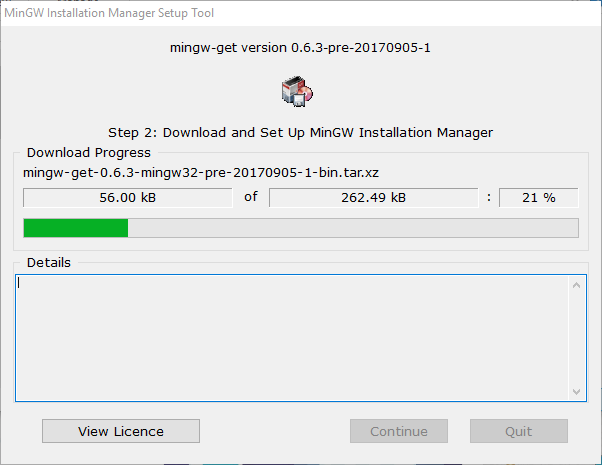 MinGW Installation Manager Setup Tool
mingw-get version 0.6.3-pre-20170905-1
Step 2: Download and Set Up MinGW Installation Manager
Download Progress
mingw-get-0.6.3-mingw32-pre-20170905-1-bin.tar.xz
56.00 kB of 262.49 kB : 21 %
Details
View Licence Continue Quit